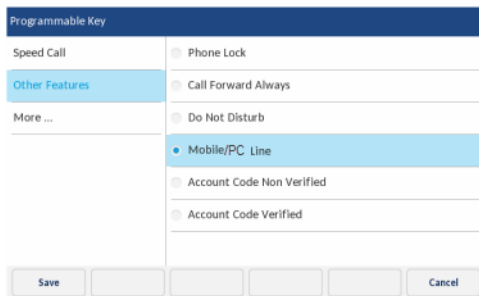 Programmable Key
Speed Call
Other Features
More ...
Phone Lock
Call Forward Always
Do Not Disturb
Mobile/PC Line
Account Code Non Verified
Account Code Verified
Save
Cancel